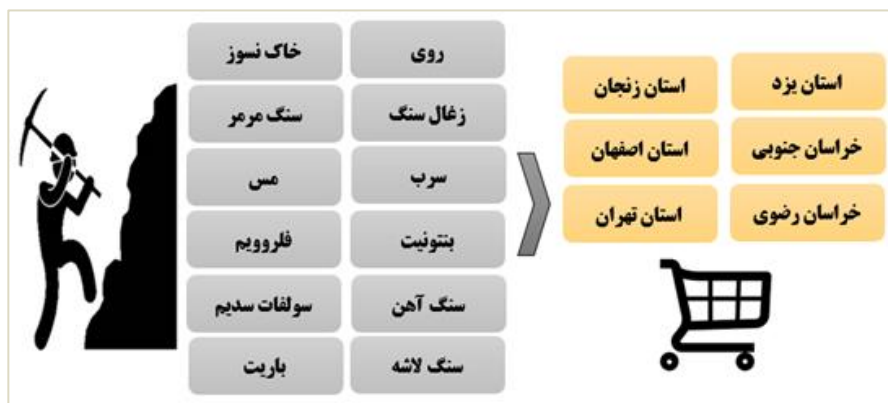 روی
خاک نسوز
زغال سنگ
سنگ مرمر
سرب
مس
بنتونیت
فلروویم
سنگ آهن
سولفات سدیم
سنگ لاشه
باریت
استان یزد
استان زنجان
خراسان جنوبی
استان اصفهان
خراسان رضوی
استان تهران